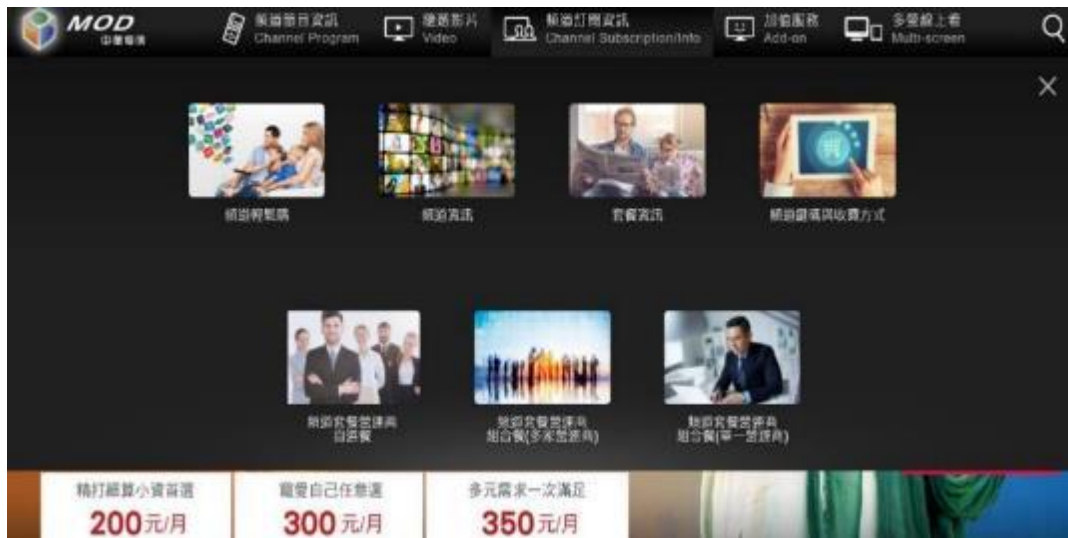 MOD
中華電信
頻道節目資訊
Channel Program
隨選影片
Video
頻道訂閱資訊
Channel Subscription/Info
加值服務
Add-on
多螢線上看
Multi-screen
頻道輕鬆購
頻道資訊
套餐資訊
頻道鎖碼與收費方式
頻道套餐營運商
自選餐
頻道套餐營運商
組合餐(多家營運商)
頻道套餐營運商
組合餐(單一營運商)
精打細算小資首選
200元/月
寵愛自己任意選
300元/月
多元需求一次滿足
350元/月